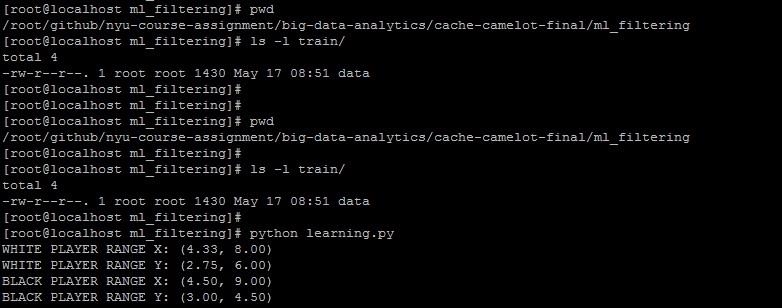 [root@localhost ml_filtering]# pwd
/root/github/nyu-course-assignment/big-data-analytics/cache-camelot-final/ml_filtering
[root@localhost ml_filtering]# ls -l train/
total 4
-rw-r--r--. 1 root root 1430 May 17 08:51 data
[root@localhost ml_filtering]#
[root@localhost ml_filtering]#
[root@localhost ml_filtering]# pwd
/root/github/nyu-course-assignment/big-data-analytics/cache-camelot-final/ml_filtering
[root@localhost ml_filtering]#
[root@localhost ml_filtering]# ls -l train/
total 4
-rw-r--r--. 1 root root 1430 May 17 08:51 data
[root@localhost ml_filtering]#
[root@localhost ml_filtering]# python learning.py
WHITE PLAYER RANGE X: (4.33, 8.00)
WHITE PLAYER RANGE Y: (2.75, 6.00)
BLACK PLAYER RANGE X: (4.50, 9.00)
BLACK PLAYER RANGE Y: (3.00, 4.50)